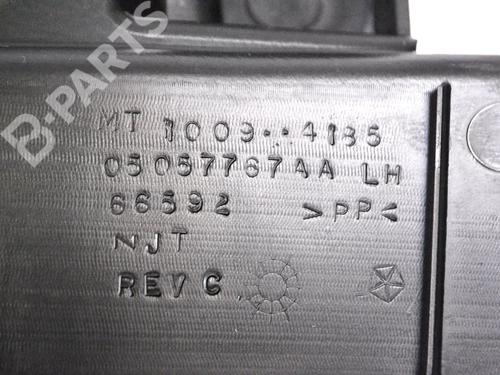 B-PARTS
MT 1009--4185
05057767AA LH
66592 >PP<
NJT
REV C